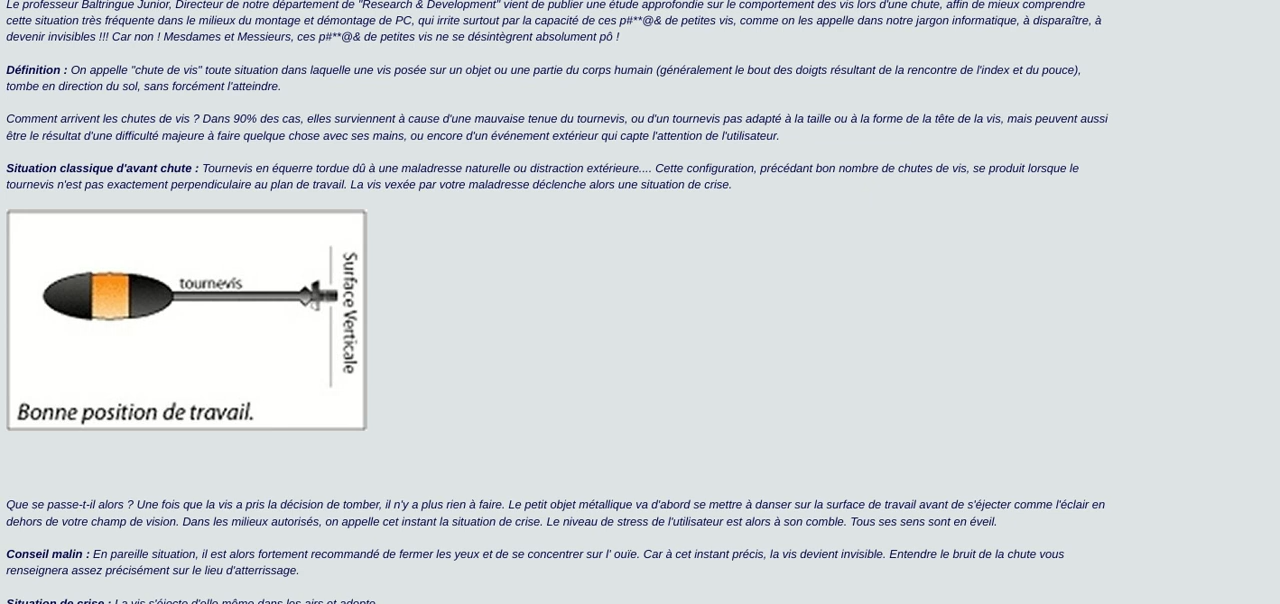 Le professeur Baltringue Junior, Directeur de notre département de "Research & Development" vient de publier une étude approfondie sur le comportement des vis lors d'une chute, affin de mieux comprendre
cette situation très fréquente dans le milieu du montage et démontage de PC, qui irrite surtout par la capacité de ces p#**@& de petites vis, comme on les appelle dans notre jargon informatique, à disparaître, à
devenir invisibles !!! Car non ! Mesdames et Messieurs, ces p#**@& de petites vis ne se désintègrent absolument pô !
Définition : On appelle "chute de vis" toute situation dans laquelle une vis posée sur un objet ou une partie du corps humain (généralement le bout des doigts résultant de la rencontre de l'index et du pouce),
tombe en direction du sol, sans forcément l'atteindre.
Comment arrivent les chutes de vis ? Dans 90% des cas, elles surviennent à cause d'une mauvaise tenue du tournevis, ou d'un tournevis pas adapté à la taille ou à la forme de la tête de la vis, mais peuvent aussi
être le résultat d'une difficulté majeure à faire quelque chose avec ses mains, ou encore d'un événement extérieur qui capte l'attention de l'utilisateur.
Situation classique d'avant chute : Tournevis en équerre tordue dû à une maladresse naturelle ou distraction extérieure.... Cette configuration, précédant bon nombre de chutes de vis, se produit lorsque le
tournevis n'est pas exactement perpendiculaire au plan de travail. La vis vexée par votre maladresse déclenche alors une situation de crise.
tournevis
Surface Verticale
Bonne position de travail.
Que se passe-t-il alors ? Une fois que la vis a pris la décision de tomber, il n'y a plus rien à faire. Le petit objet métallique va d'abord se mettre à danser sur la surface de travail avant de s'éjecter comme l'éclair en
dehors de votre champ de vision. Dans les milieux autorisés, on appelle cet instant la situation de crise. Le niveau de stress de l'utilisateur est alors à son comble. Tous ses sens sont en éveil.
Conseil malin : En pareille situation, il est alors fortement recommandé de fermer les yeux et de se concentrer sur l' ouïe. Car à cet instant précis, la vis devient invisible. Entendre le bruit de la chute vous
renseignera assez précisément sur le lieu d'atterrissage.
Situation de crise : La vis s'éjecte d'elle même dans les airs et adopte